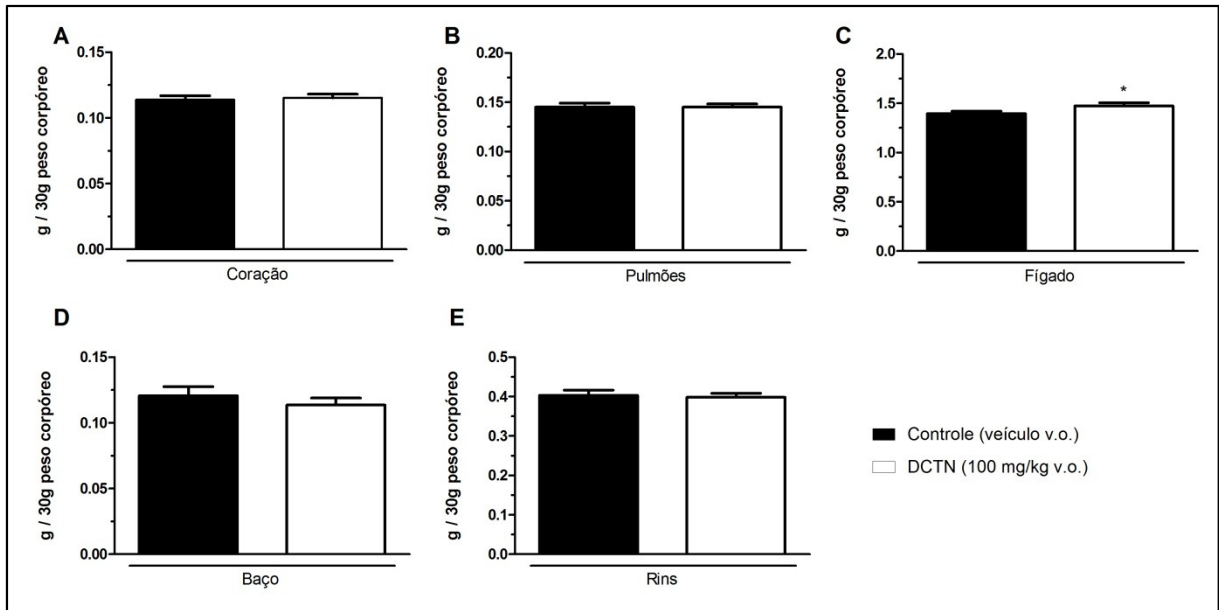 A
g / 30g peso corpóreo
0.15
0.10
0.05
0.00
Coração
B
g / 30g peso corpóreo
0.20
0.15
0.10
0.05
0.00
Pulmões
C
g / 30g peso corpóreo
2.0
1.5
1.0
0.5
0.0
*
Fígado
D
g / 30g peso corpóreo
0.15
0.10
0.05
0.00
Baço
E
g / 30g peso corpóreo
0.5
0.4
0.3
0.2
0.1
0.0
Rins
Controle (veículo v.o.)
DCTN (100 mg/kg v.o.)